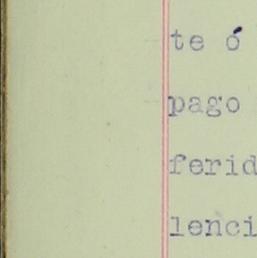 te ó
pago
ferid
lenci